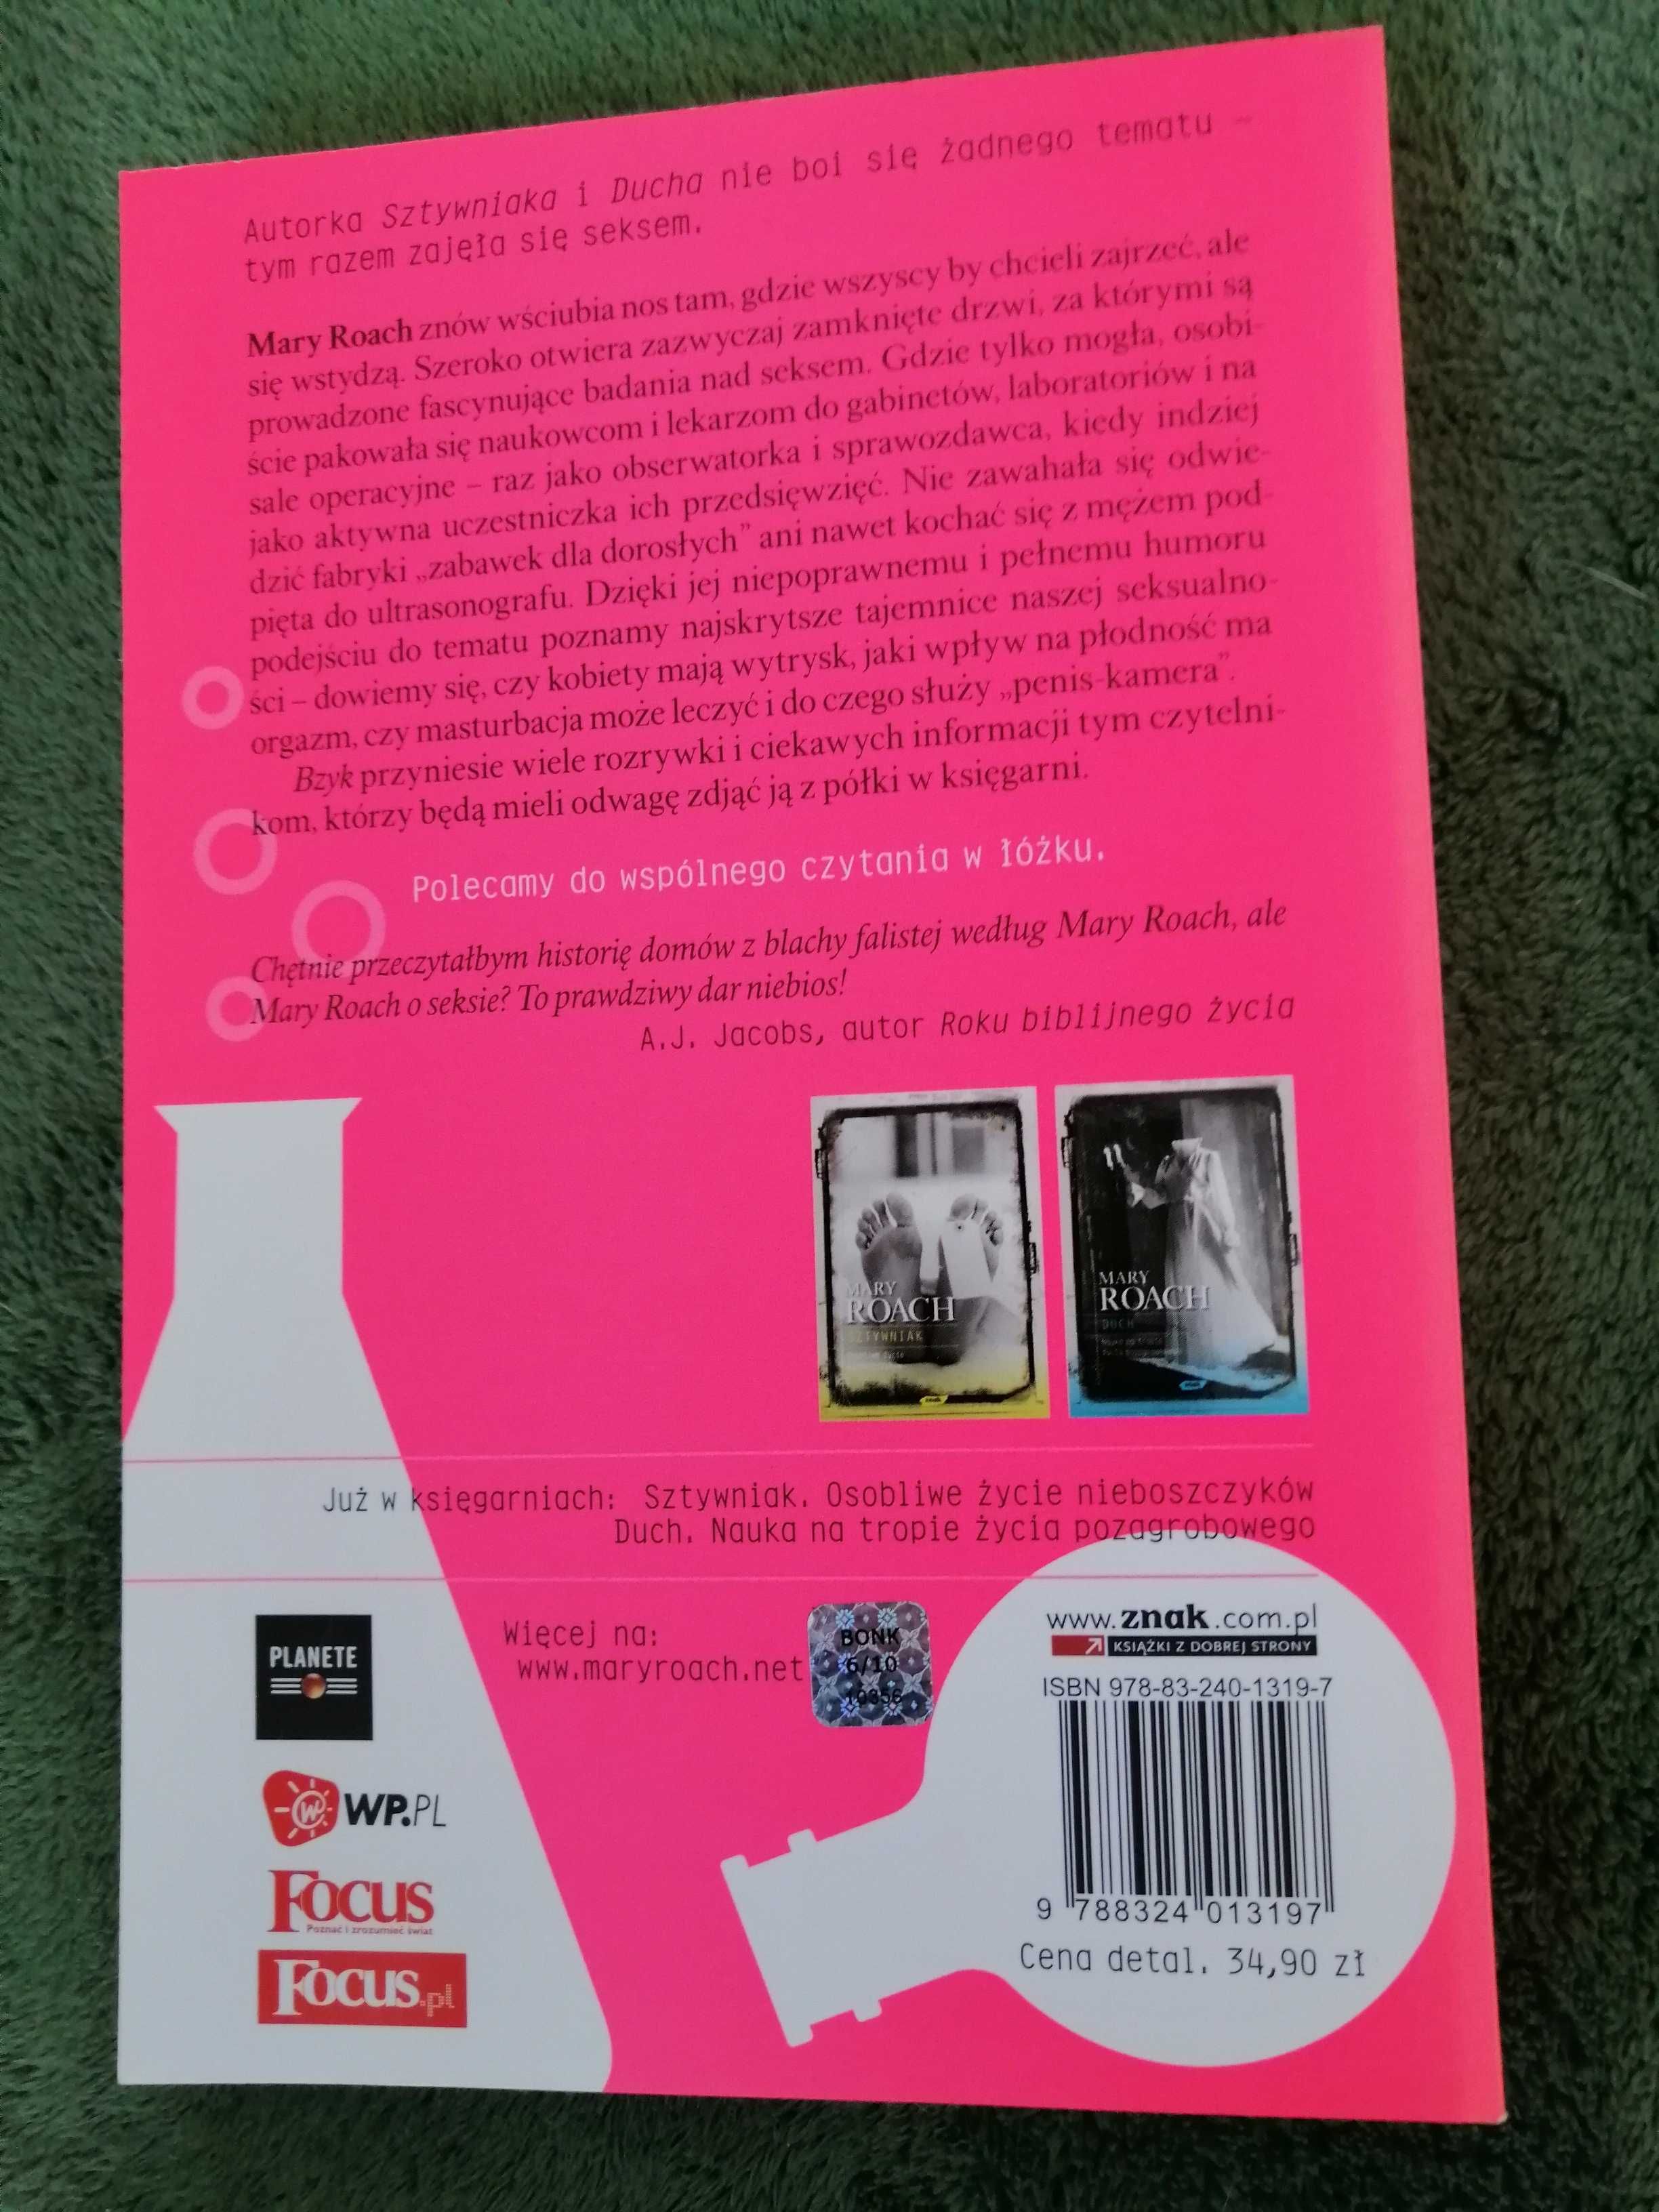 Autorka Sztywniaka i Ducha nie boi się żadnego tematu –
tym razem zajęła się seksem.
Mary Roach znów wściubia nos tam, gdzie wszyscy by chcieli zajrzeć, ale
się wstydzą. Szeroko otwiera zazwyczaj zamknięte drzwi, za którymi są
prowadzone fascynujące badania nad seksem. Gdzie tylko mogła, osobi-
ście pakowała się naukowcom i lekarzom do gabinetów, laboratoriów i na
sale operacyjne – raz jako obserwatorka i sprawozdawca, kiedy indziej
jako aktywna uczestniczka ich przedsięwzięć. Nie zawahała się odwie-
dzić fabryki „zabawek dla dorosłych” ani nawet kochać się z mężem pod-
pięta do ultrasonografu. Dzięki jej niepoprawnemu i pełnemu humoru
podejściu do tematu poznamy najskrytsze tajemnice naszej seksualno-
ści – dowiemy się, czy kobiety mają wytrysk, jaki wpływ na płodność ma
orgazm, czy masturbacja może leczyć i do czego służy „penis-kamera”.
Bzyk przyniesie wiele rozrywki i ciekawych informacji tym czytelni-
kom, którzy będą mieli odwagę zdjąć ją z półki w księgarni.
Polecamy do wspólnego czytania w łóżku.
Chętnie przeczytałbym historię domów z blachy falistej według Mary Roach, ale
Mary Roach o seksie? To prawdziwy dar niebios!
A.J. Jacobs, autor Roku biblijnego życia
MARY
ROACH
SZTYWNIAK
MARY
ROACH
DUCH
Już w księgarniach: Sztywniak. Osobliwe życie nieboszczyków
Duch. Nauka na tropie życia pozagrobowego
PLANETE
Więcej na:
www.maryroach.net
BONK
6/10
10356
www.znak.com.pl
KSIĄŻKI Z DOBREJ STRONY
ISBN 978-83-240-1319-7
9 788324 013197
Cena detal. 34,90 zł
WP.PL
FOCUS
Poznać i zrozumieć świat
FOCUS.pl